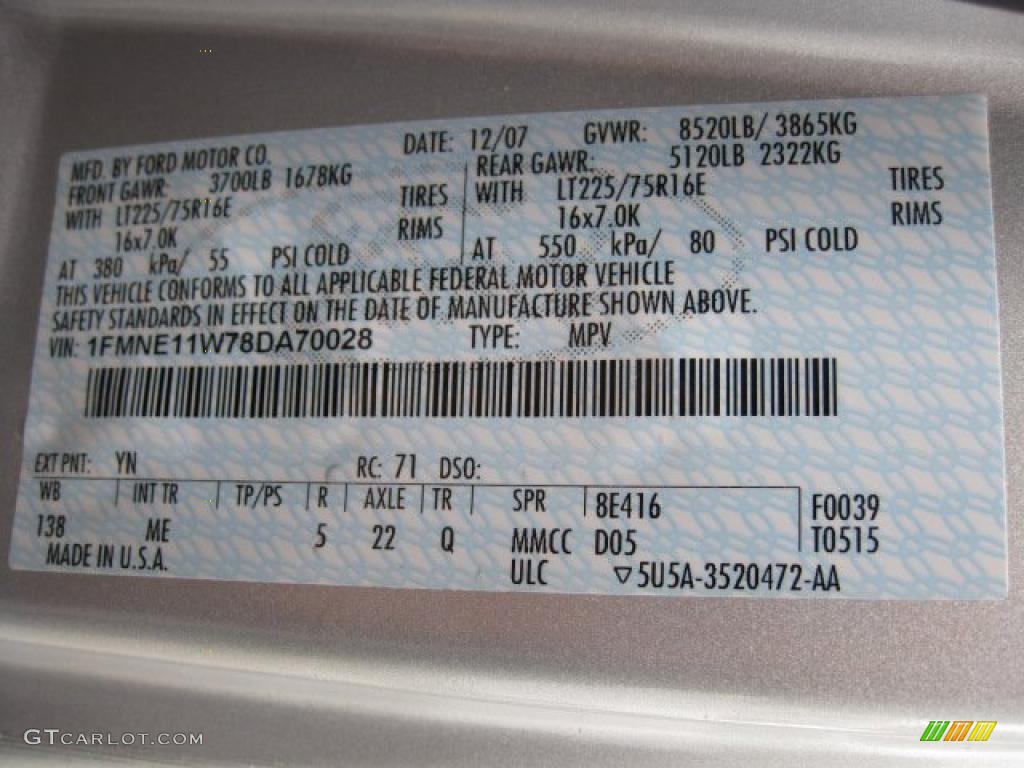 MFD. BY FORD MOTOR CO. DATE: 12/07 GVWR: 8520LB/ 3865KG
FRONT GAWR: 3700LB 1678KG REAR GAWR: 5120LB 2322KG
WITH LT225/75R16E TIRES WITH LT225/75R16E TIRES
16x7.0K RIMS 16x7.0K RIMS
AT 380 kPa/ 55 PSI COLD AT 550 kPa/ 80 PSI COLD
THIS VEHICLE CONFORMS TO ALL APPLICABLE FEDERAL MOTOR VEHICLE
SAFETY STANDARDS IN EFFECT ON THE DATE OF MANUFACTURE SHOWN ABOVE.
VIN: 1FMNE11W78DA70028 TYPE: MPV
EXT PNT: YN RC: 71 DSO:
WB INT TR TP/PS R AXLE TR SPR 8E416 F0039
138 ME 5 22 Q MMCC D05 T0515
MADE IN U.S.A. ULC ▽5U5A-3520472-AA
GTCARLOT.COM